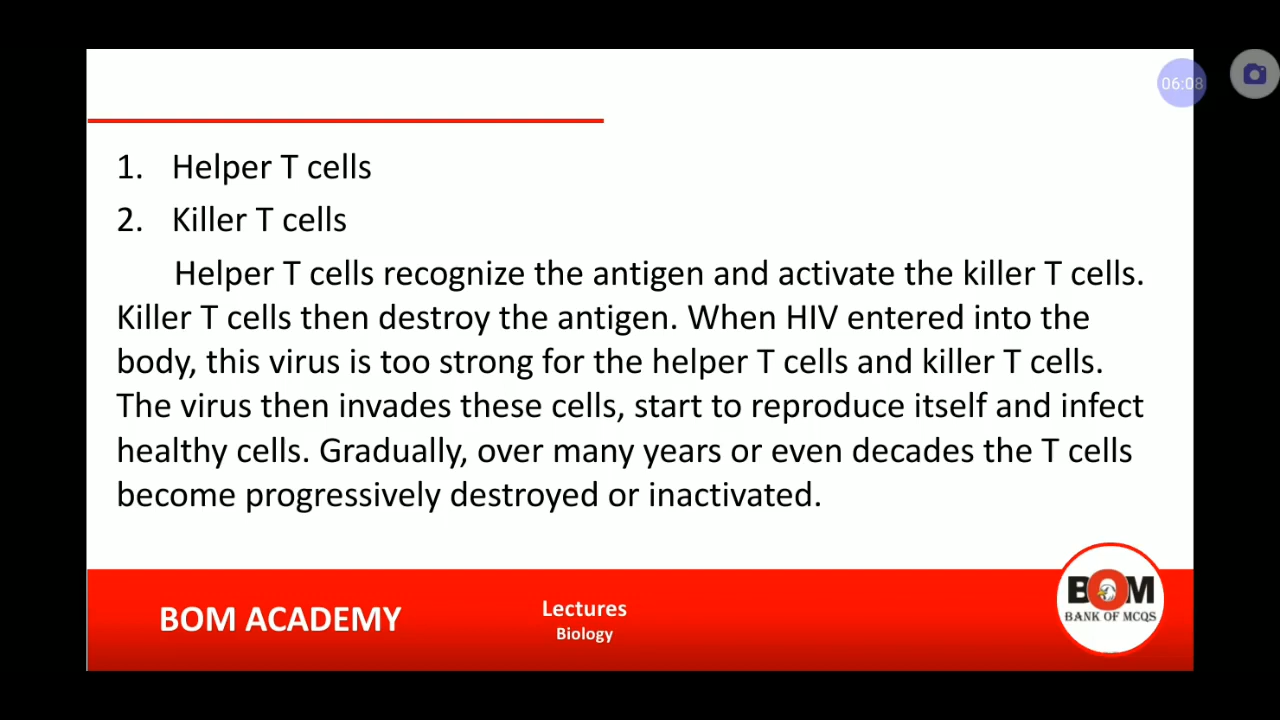 06:08
1. Helper T cells
2. Killer T cells
Helper T cells recognize the antigen and activate the killer T cells.
Killer T cells then destroy the antigen. When HIV entered into the
body, this virus is too strong for the helper T cells and killer T cells.
The virus then invades these cells, start to reproduce itself and infect
healthy cells. Gradually, over many years or even decades the T cells
become progressively destroyed or inactivated.
BOM ACADEMY
Lectures
Biology
BOM
BANK OF MCQS